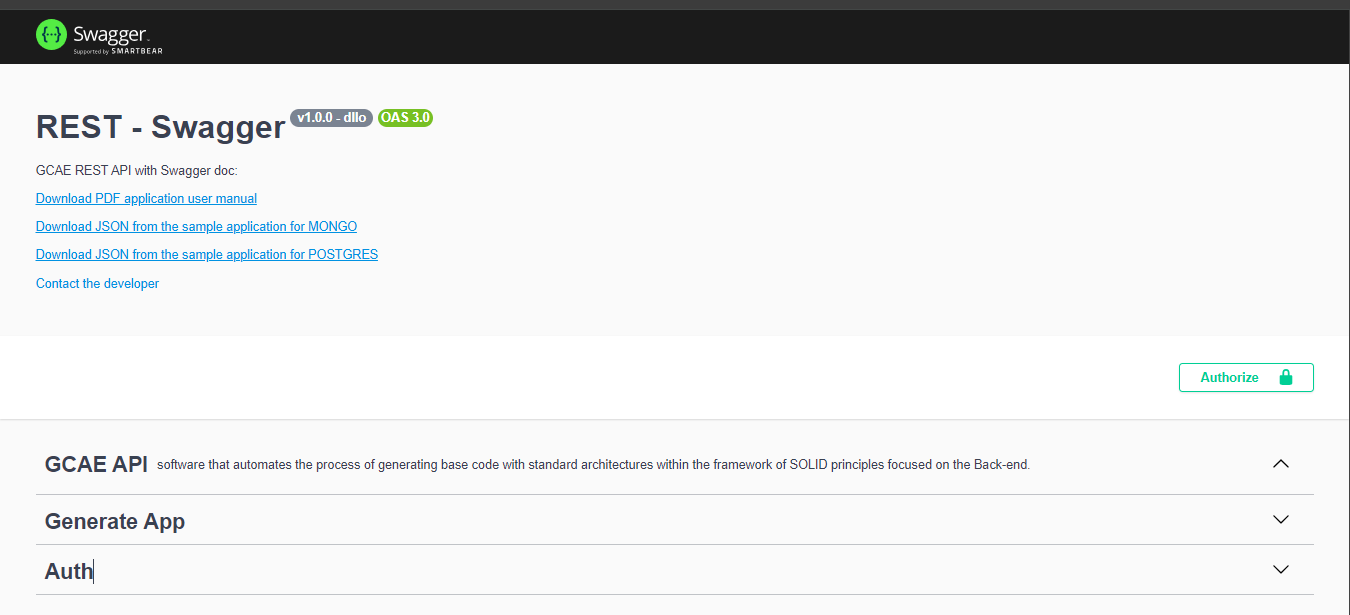 Swagger.
Supported by SMARTBEAR
REST - Swagger v1.0.0 - dllo OAS 3.0
GCAE REST API with Swagger doc:
Download PDF application user manual
Download JSON from the sample application for MONGO
Download JSON from the sample application for POSTGRES
Contact the developer
Authorize
GCAE API software that automates the process of generating base code with standard architectures within the framework of SOLID principles focused on the Back-end.
Generate App
Auth